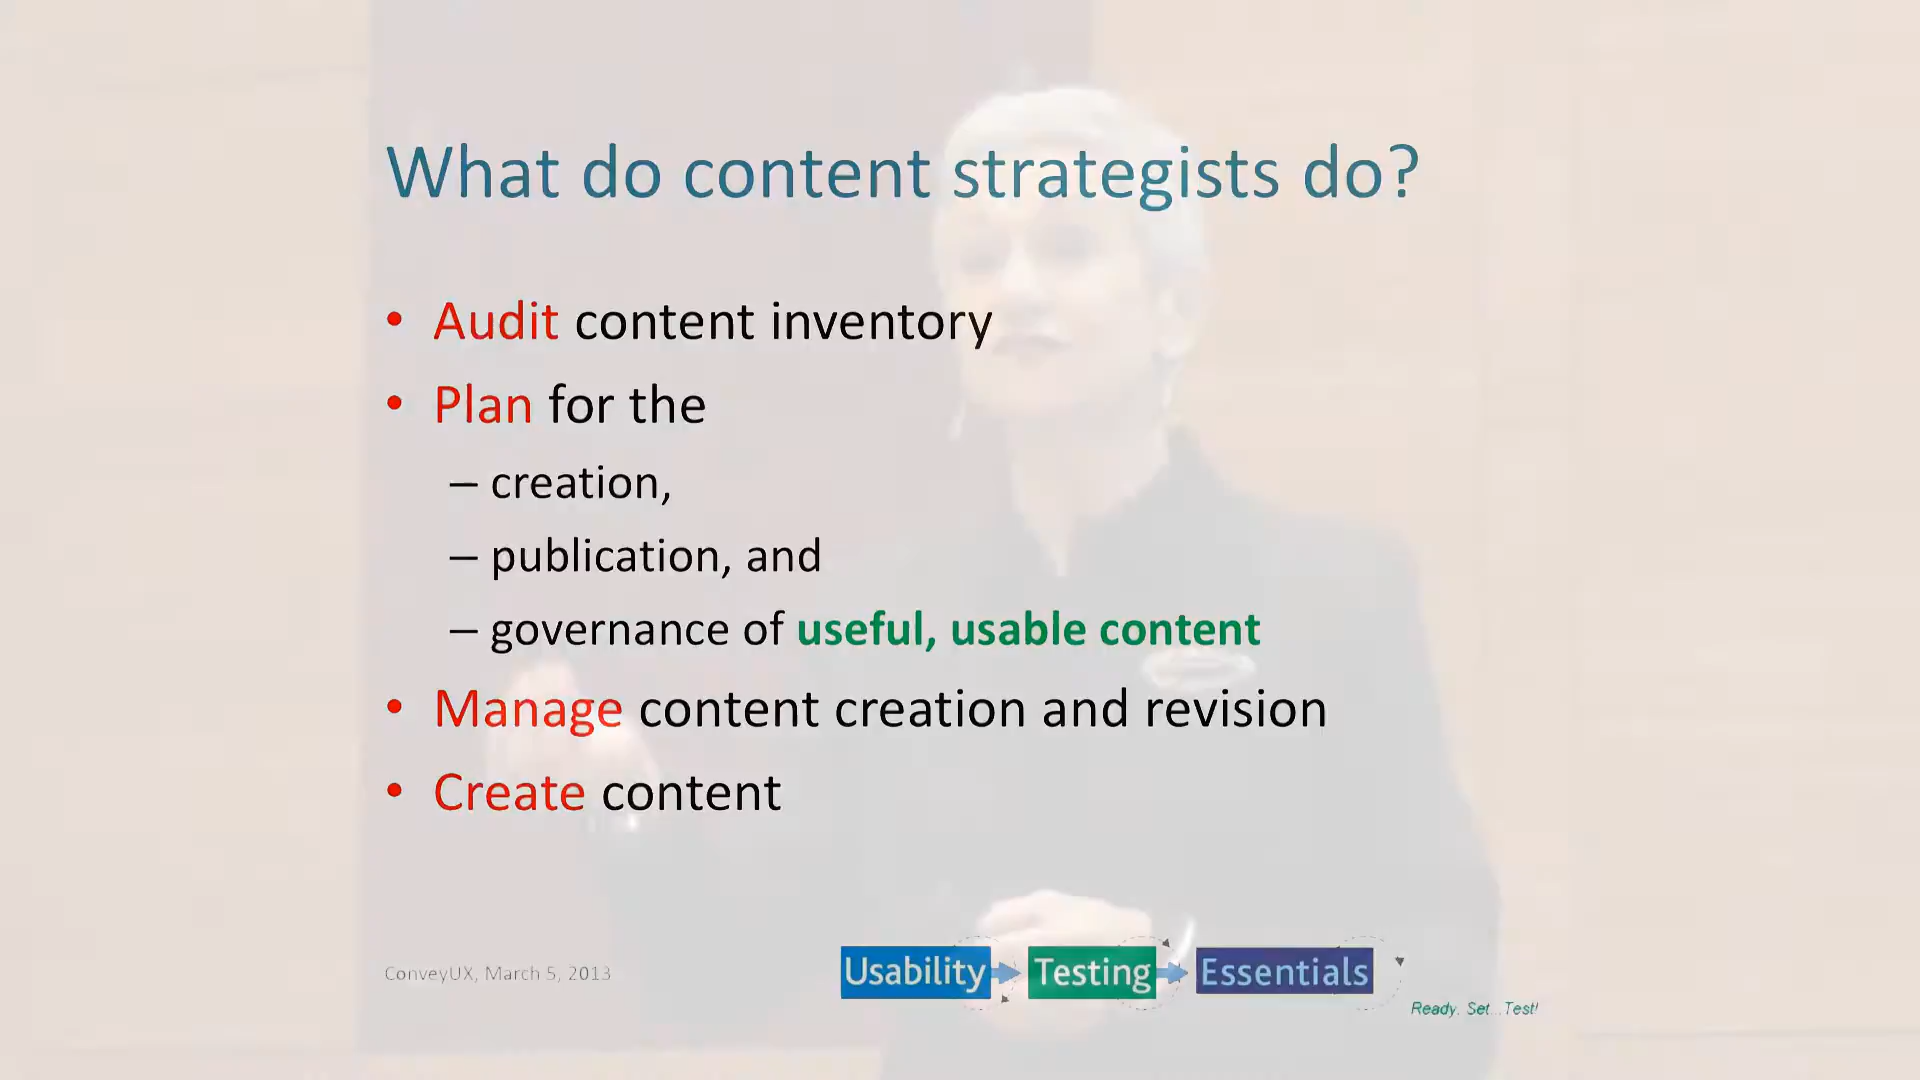 What do content strategists do?
• Audit content inventory
• Plan for the
– creation,
– publication, and
– governance of useful, usable content
• Manage content creation and revision
• Create content
ConveyUX, March 5, 2013
Usability Testing Essentials
Ready. Set...Test!